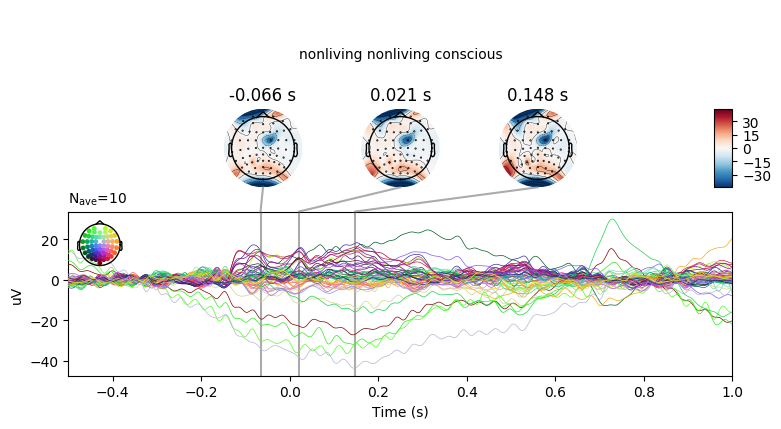 nonliving nonliving conscious
-0.066 s 0.021 s 0.148 s
30
15
0
−15
−30
Nave=10
20
0
−20
−40
uV
−0.4 −0.2 0.0 0.2 0.4 0.6 0.8 1.0
Time (s)